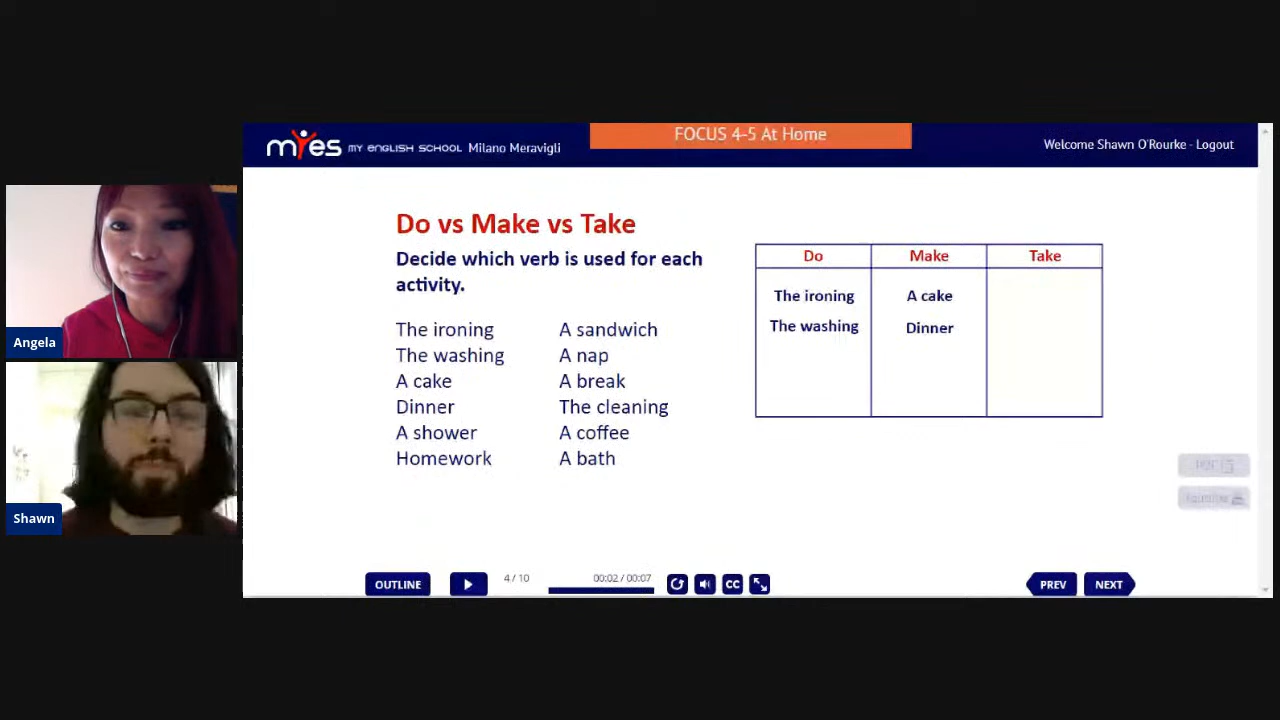 myes MY ENGLISH SCHOOL Milano Meravigli
FOCUS 4-5 At Home
Welcome Shawn O'Rourke - Logout
Angela
Shawn
Do vs Make vs Take
Decide which verb is used for each
activity.
The ironing
The washing
A cake
Dinner
A shower
Homework
A sandwich
A nap
A break
The cleaning
A coffee
A bath
Do Make Take
The ironing A cake
The washing Dinner
OUTLINE
4 / 10
00:02 / 00:07
CC
PREV
NEXT